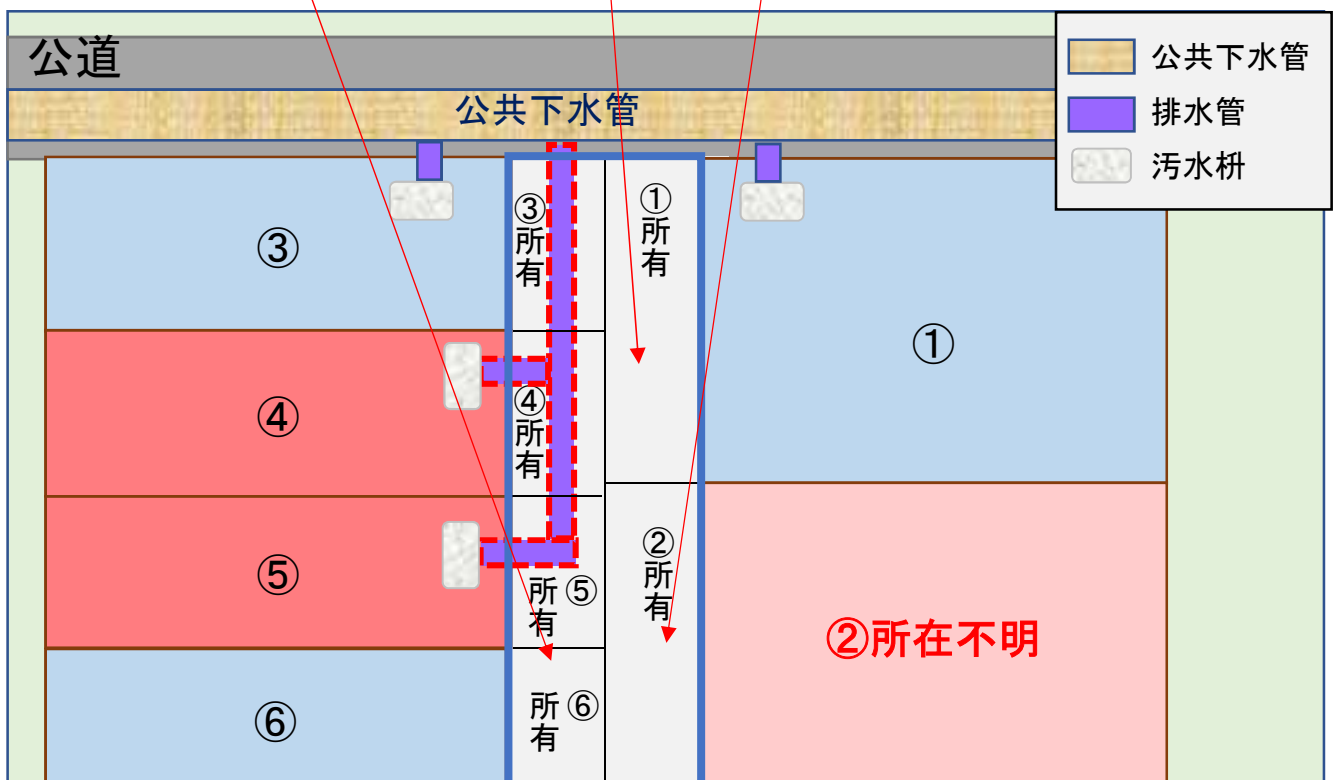 公道
公共下水管
公共下水管
排水管
汚水枡
③
③所有
①所有
①
④
④所有
⑤
⑤所有
②所有
②所在不明
⑥
⑥所有